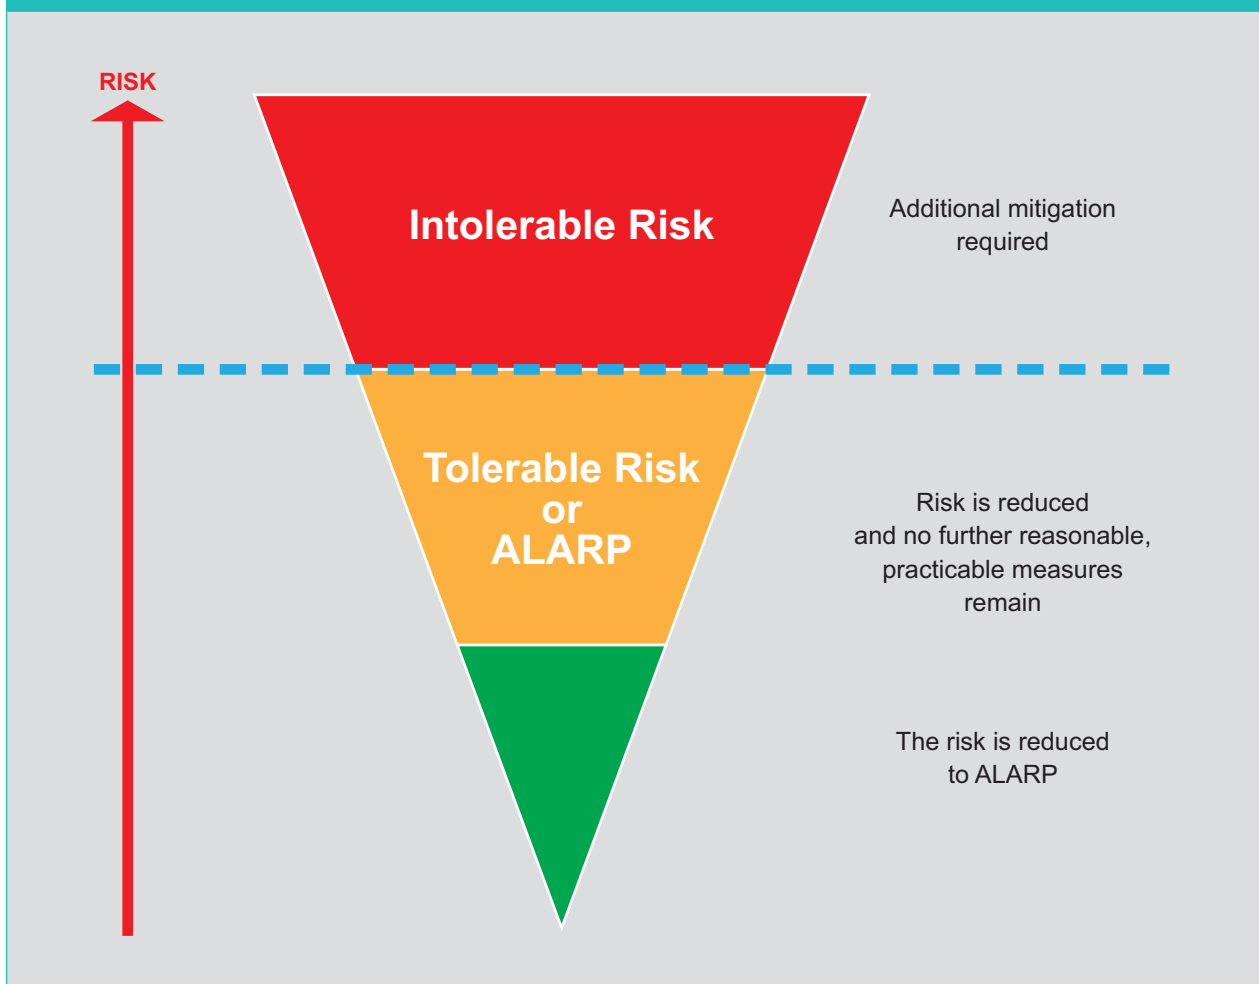 RISK
Intolerable Risk
Additional mitigation
required
Tolerable Risk
or
ALARP
Risk is reduced
and no further reasonable,
practicable measures
remain
The risk is reduced
to ALARP